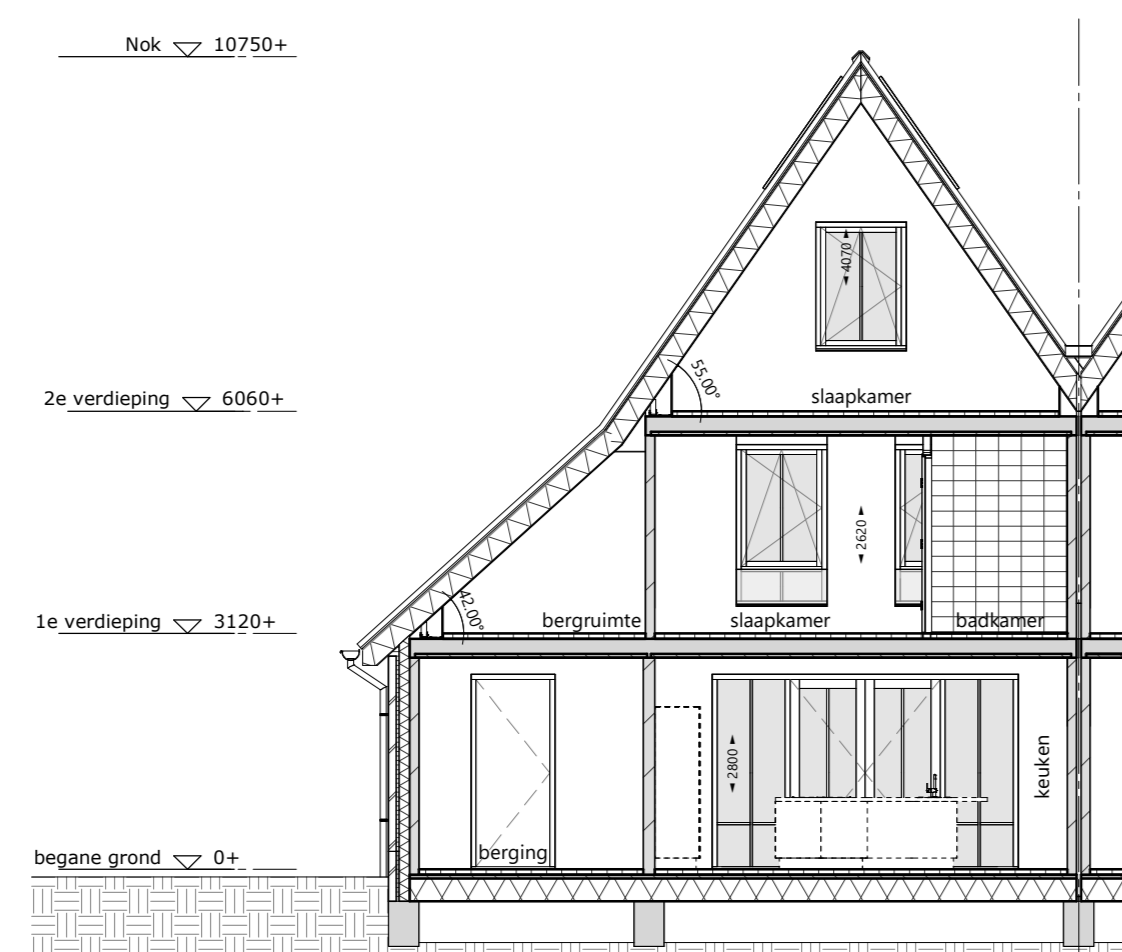 Nok 10750+
4070
55.00°
2e verdieping 6060+
slaapkamer
2620
42.00°
1e verdieping 3120+
bergruimte slaapkamer badkamer
2800
keuken
begane grond 0+
berging